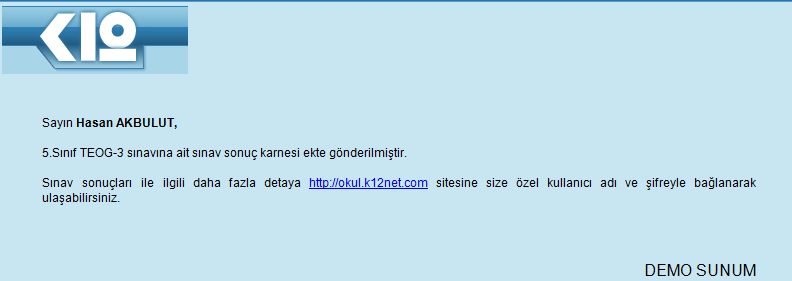 K12
Sayın Hasan AKBULUT,
5.Sınıf TEOG-3 sınavına ait sınav sonuç karnesi ekte gönderilmiştir.
Sınav sonuçları ile ilgili daha fazla detaya http://okul.k12net.com sitesine size özel kullanıcı adı ve şifreyle bağlanarak
ulaşabilirsiniz.
DEMO SUNUM